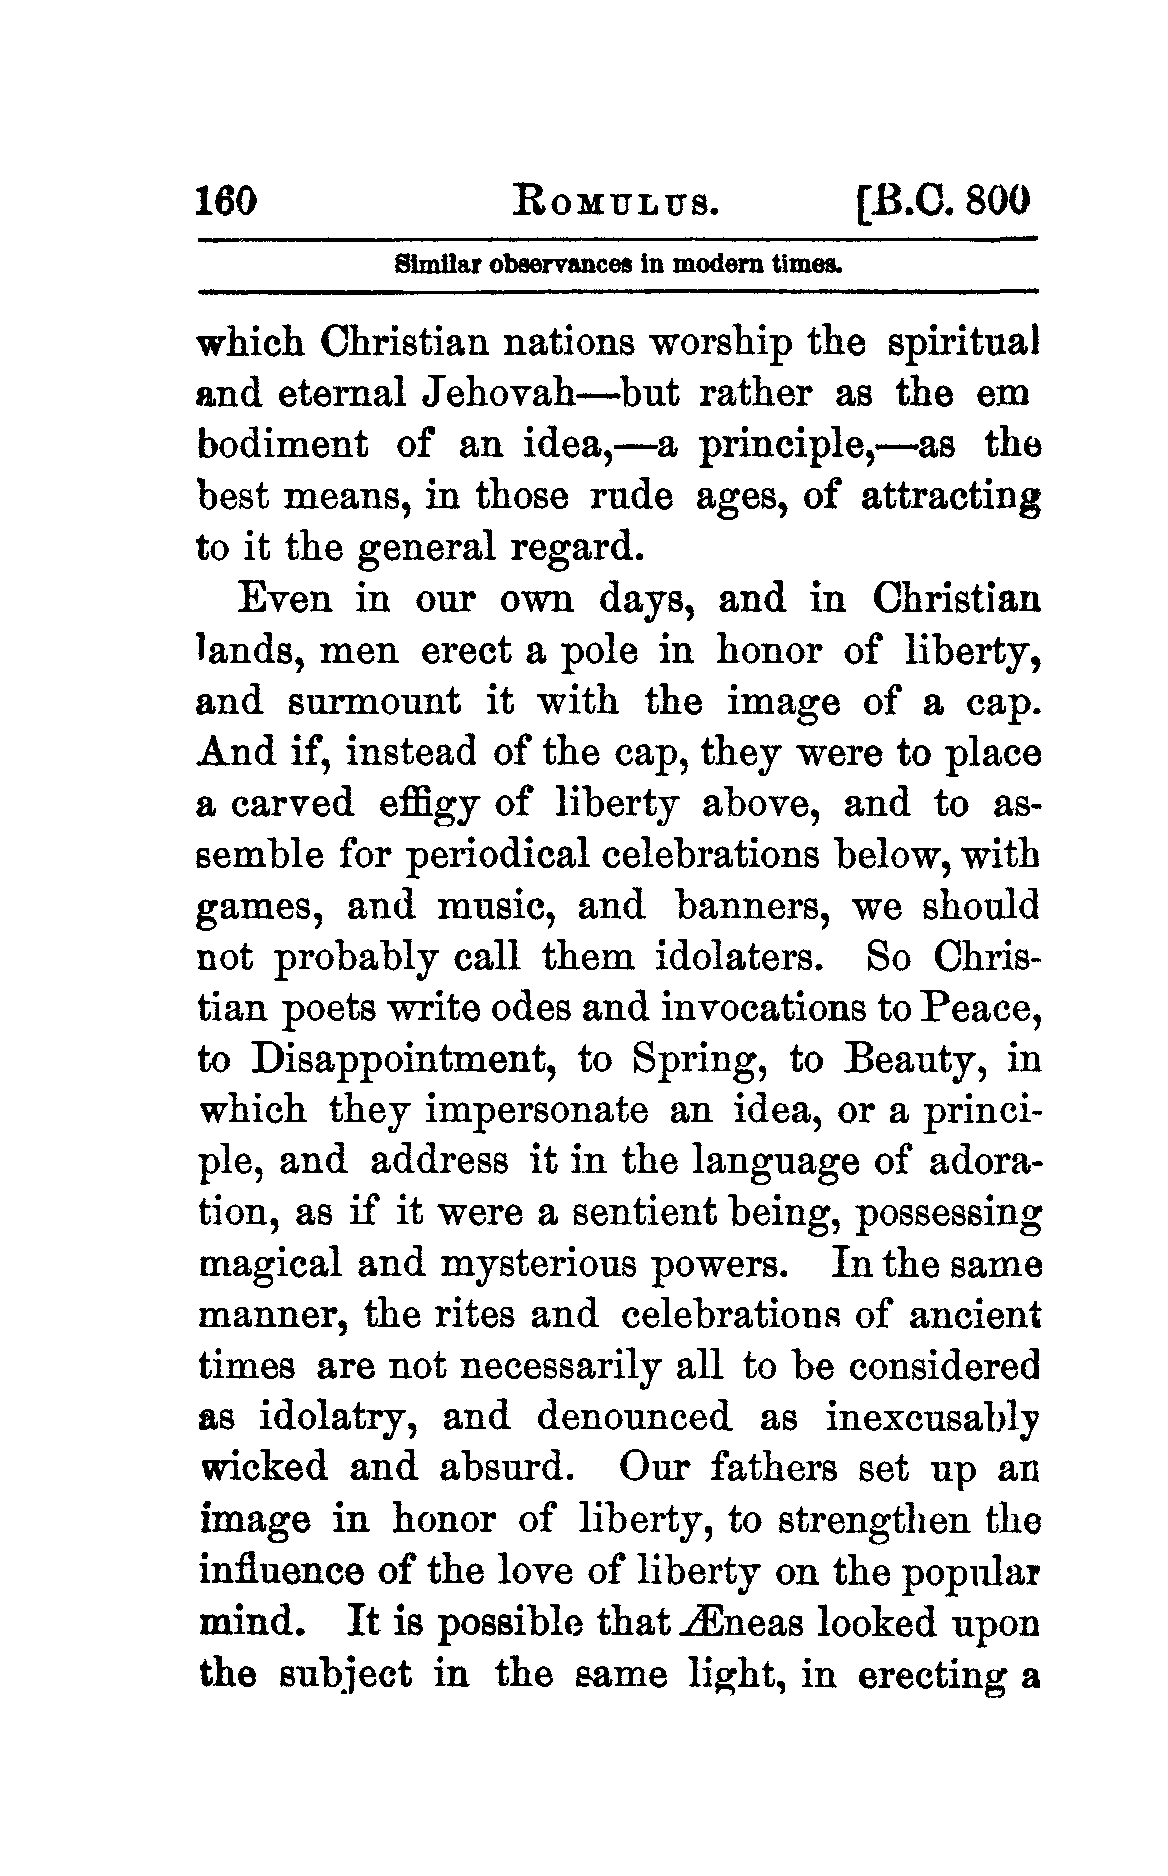 160 ROMULUS. [B.C. 800
Similar observances in modern times.
which Christian nations worship the spiritual
and eternal Jehovah—but rather as the em
bodiment of an idea,—a principle,—as the
best means, in those rude ages, of attracting
to it the general regard.
Even in our own days, and in Christian
lands, men erect a pole in honor of liberty,
and surmount it with the image of a cap.
And if, instead of the cap, they were to place
a carved effigy of liberty above, and to as-
semble for periodical celebrations below, with
games, and music, and banners, we should
not probably call them idolaters. So Chris-
tian poets write odes and invocations to Peace,
to Disappointment, to Spring, to Beauty, in
which they impersonate an idea, or a princi-
ple, and address it in the language of adora-
tion, as if it were a sentient being, possessing
magical and mysterious powers. In the same
manner, the rites and celebrations of ancient
times are not necessarily all to be considered
as idolatry, and denounced as inexcusably
wicked and absurd. Our fathers set up an
image in honor of liberty, to strengthen the
influence of the love of liberty on the popular
mind. It is possible that Æneas looked upon
the subject in the same light, in erecting a